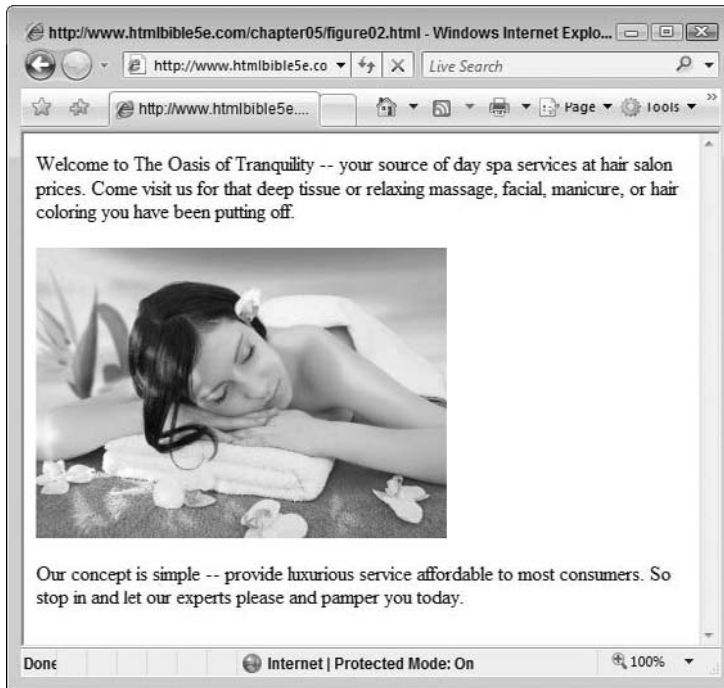 http://www.htmlbible5e.com/chapter05/figure02.html - Windows Internet Explo...
http://www.htmlbible5e.co
Live Search
http://www.htmlbible5e....
Page
Tools
»
Welcome to The Oasis of Tranquility -- your source of day spa services at hair salon
prices. Come visit us for that deep tissue or relaxing massage, facial, manicure, or hair
coloring you have been putting off.
Our concept is simple -- provide luxurious service affordable to most consumers. So
stop in and let our experts please and pamper you today.
Done
Internet | Protected Mode: On
100%